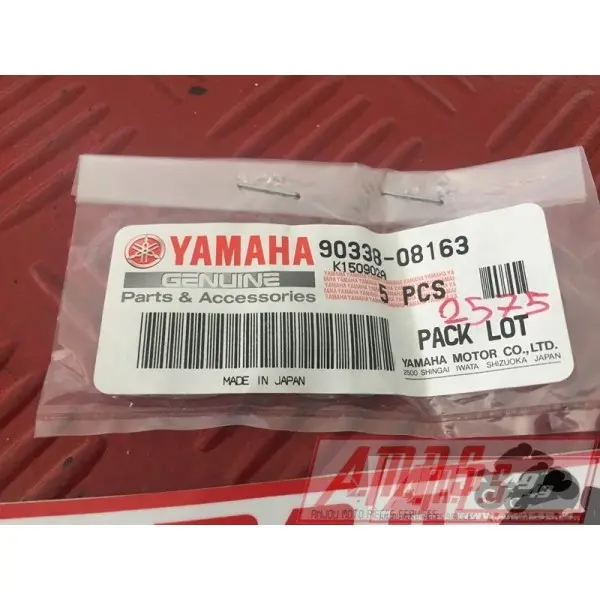 YAMAHA 90338-08163
K150902A
GENUINE
Parts & Accessories
5 PCS
2575
PACK LOT
YAMAHA MOTOR CO., LTD.
2500 SHINGAI IWATA SHIZUOKA JAPAN
MADE IN JAPAN